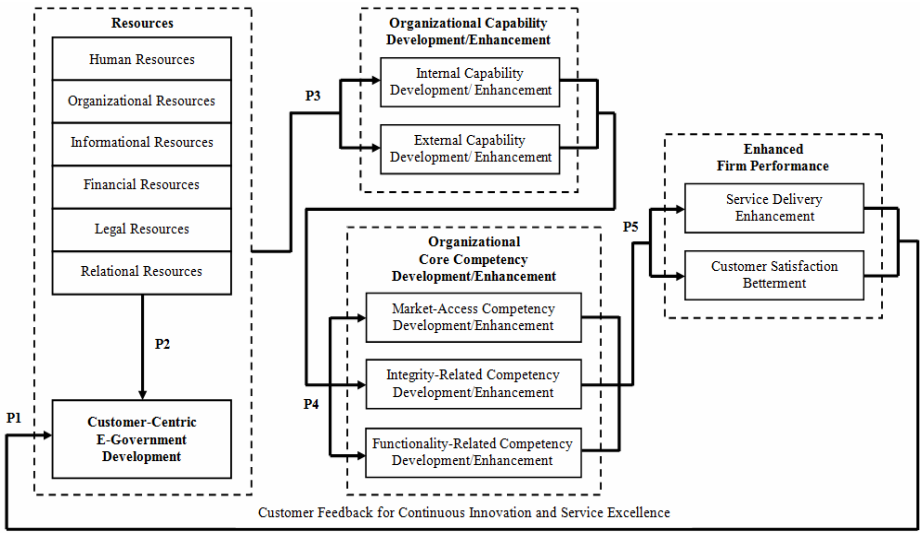 Resources
Human Resources
Organizational Resources
Informational Resources
Financial Resources
Legal Resources
Relational Resources
P2
P1
Customer-Centric
E-Government
Development
P3
Organizational Capability
Development/Enhancement
Internal Capability
Development/ Enhancement
External Capability
Development/ Enhancement
Organizational
Core Competency
Development/Enhancement
P4
Market-Access Competency
Development/Enhancement
Integrity-Related Competency
Development/Enhancement
Functionality-Related Competency
Development/Enhancement
P5
Enhanced
Firm Performance
Service Delivery
Enhancement
Customer Satisfaction
Betterment
Customer Feedback for Continuous Innovation and Service Excellence